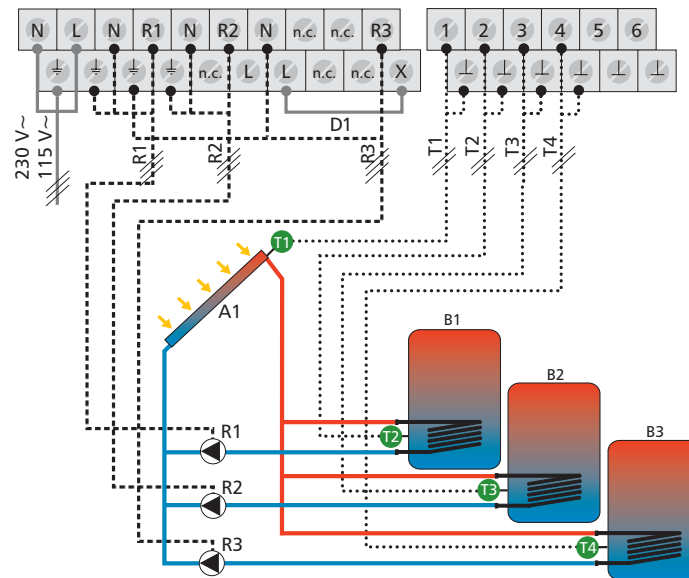 N L N R1 N R2 N n.c. n.c. R3 1 2 3 4 5 6
n.c. L L n.c. n.c. X
D1
230 V~
115 V~
R1
R2
R3
T1
T2
T3
T4
T1
A1
B1
B2
B3
R1
T2
R2
T3
R3
T4